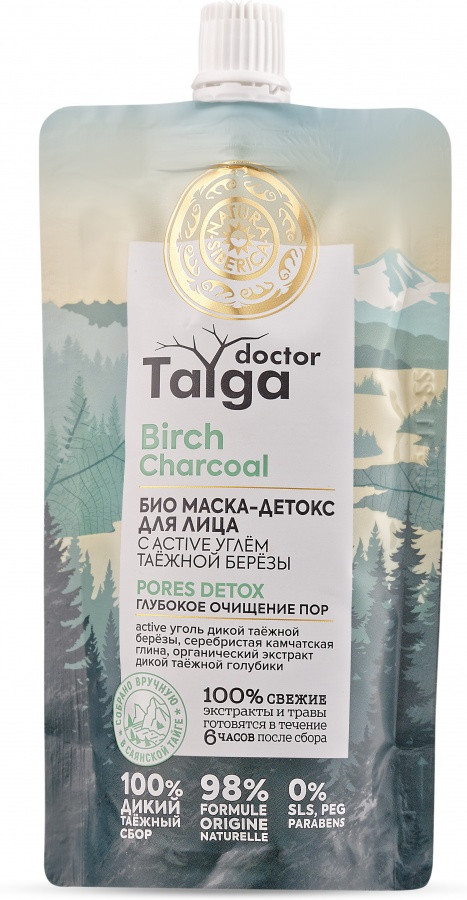 NATURA
SIBERICA
doctor
Taiga
Birch
Charcoal
БИО МАСКА-ДЕТОКС
ДЛЯ ЛИЦА
С ACTIVE УГЛЁМ
ТАЁЖНОЙ БЕРЁЗЫ
PORES DETOX
ГЛУБОКОЕ ОЧИЩЕНИЕ ПОР
active уголь дикой таёжной
берёзы, серебристая камчатская
глина, органический экстракт
дикой таёжной голубики
СОБРАНО ВРУЧНУЮ
В САЯНСКОЙ ТАЙГЕ
100% СВЕЖИЕ
экстракты и травы
готовятся в течение
6 ЧАСОВ после сбора
100%
ДИКИЙ
ТАЁЖНЫЙ
СБОР
98%
FORMULE
ORIGINE
NATURELLE
0%
SLS, PEG
PARABENS